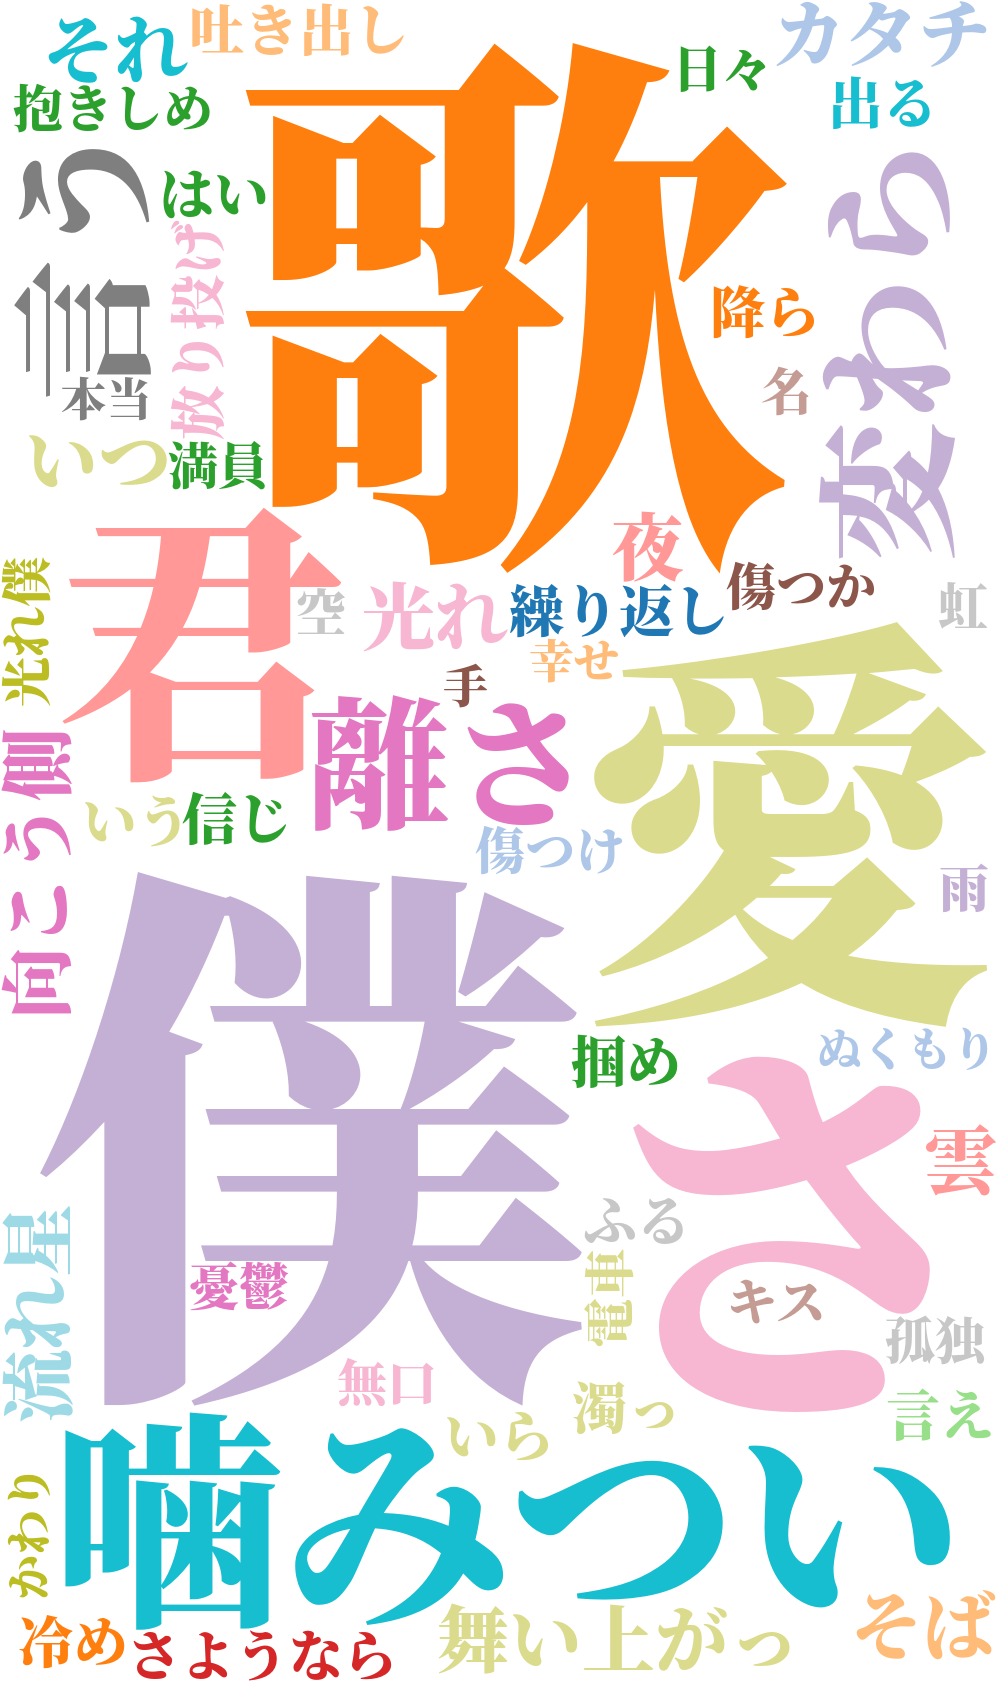 それ
吐き出し
カタチ
日々
出る
抱きしめ
歌
言う
はい
変わら
放り投げ
降ら
名
本当
いつ
満員
君
夜
傷つか
光れ僕
空
光れ
繰り返し
虹
幸せ
手
愛
離さ
向こう側
いう
信じ
傷つけ
雨
僕
掴め
ぬくもり
さ
雲
流れ星
ふる
憂鬱
電車
キス
孤独
無口
濁っ
言え
いら
噛みつい
かわり
そば
冷め
さようなら
舞い上がっ